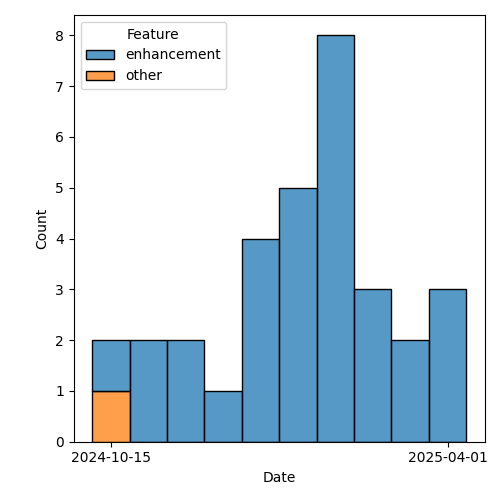 Feature
enhancement
other
8
7
6
5
4
3
2
1
0
Count
2024-10-15
2025-04-01
Date